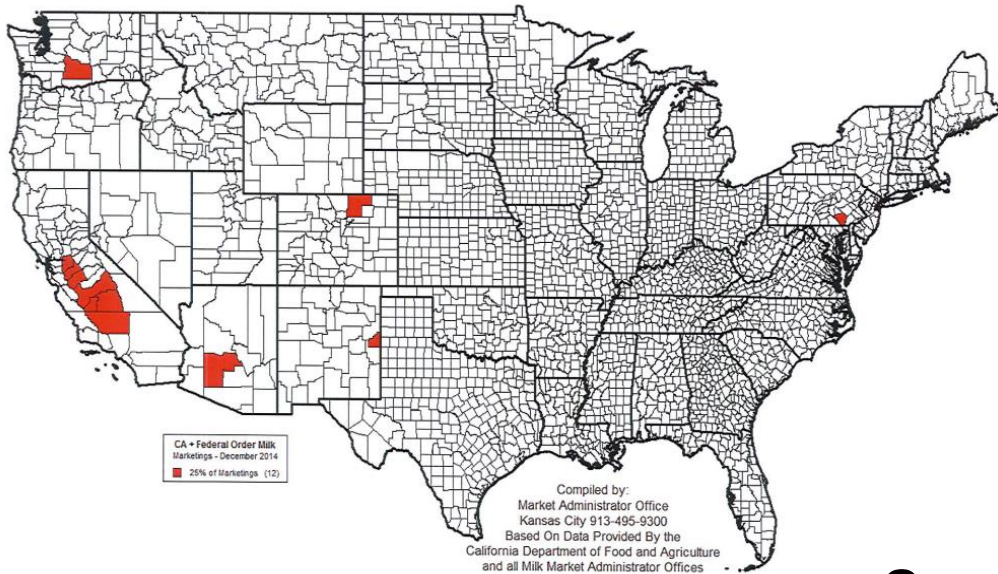 CA + Federal Order Milk
Marketings - December 2014
25% of Marketings (12)
Compiled by:
Market Administrator Office
Kansas City 913-495-9300
Based On Data Provided By the
California Department of Food and Agriculture
and all Milk Market Administrator Offices